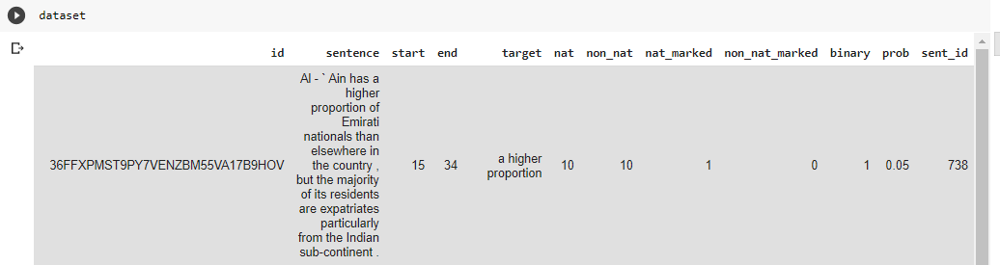 dataset
id sentence start end target nat non_nat nat_marked non_nat_marked binary prob sent_id
Al - ` Ain has a
higher
proportion of
Emirati
nationals than
elsewhere in
the country ,
but the majority
of its residents
are expatriates
particularly
from the Indian
sub-continent .
36FFXPMST9PY7VENZBM55VA17B9HOV 15 34 a higher
proportion 10 10 1 0 1 0.05 738